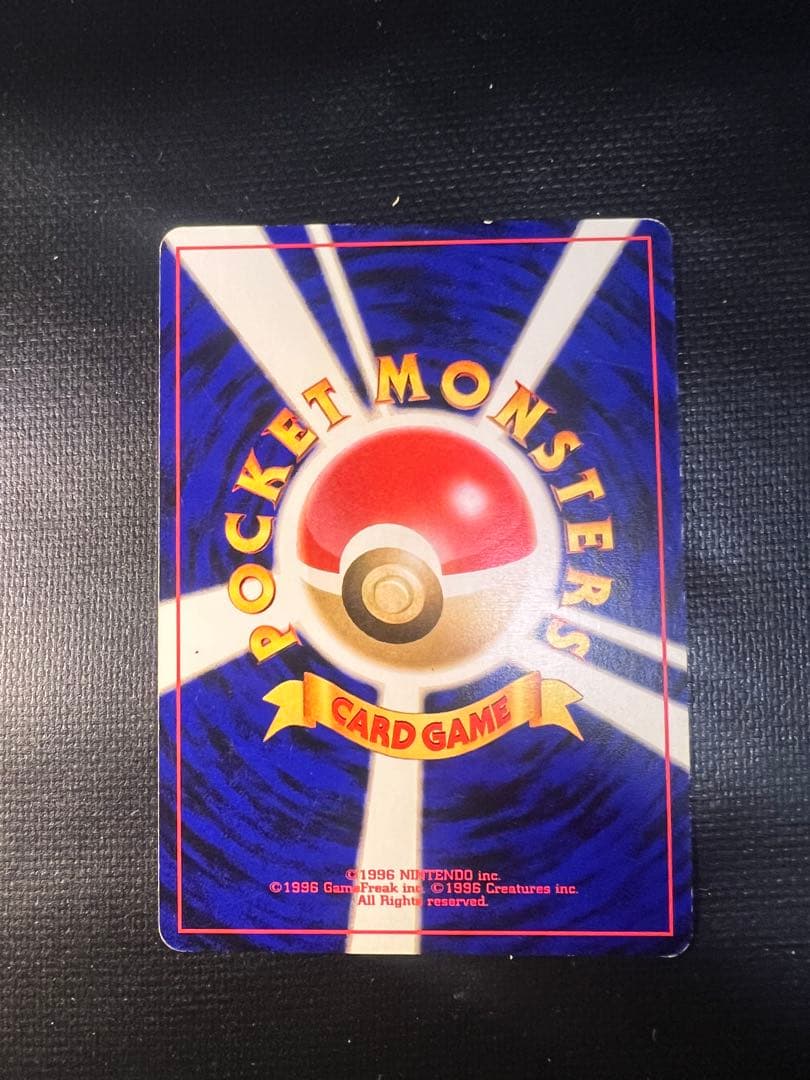 POCKET MONSTERS
CARD GAME
©1996 NINTENDO inc.
©1996 GameFreak inc. ©1996 Creatures inc.
All Rights reserved.